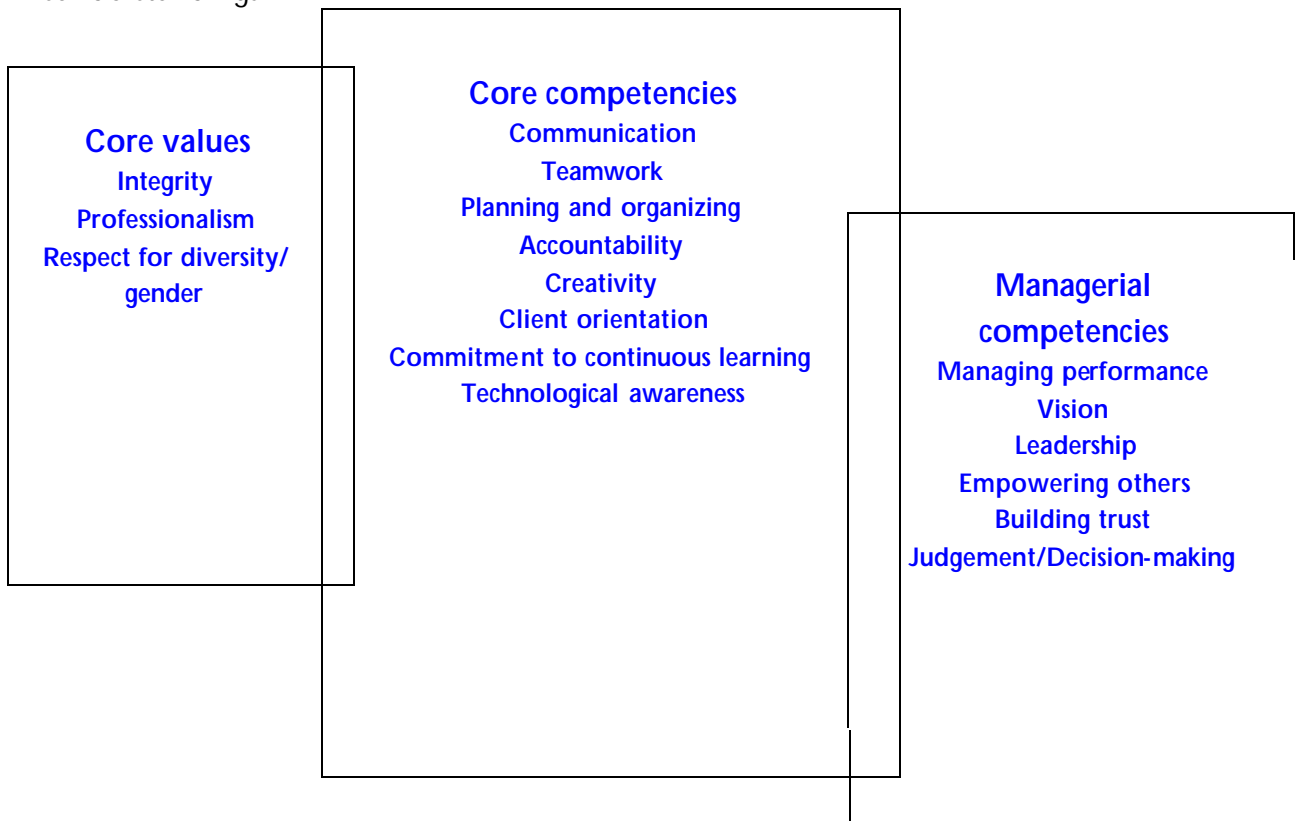 Core values
Integrity
Professionalism
Respect for diversity/
gender
Core competencies
Communication
Teamwork
Planning and organizing
Accountability
Creativity
Client orientation
Commitment to continuous learning
Technological awareness
Managerial
competencies
Managing performance
Vision
Leadership
Empowering others
Building trust
Judgement/Decision-making